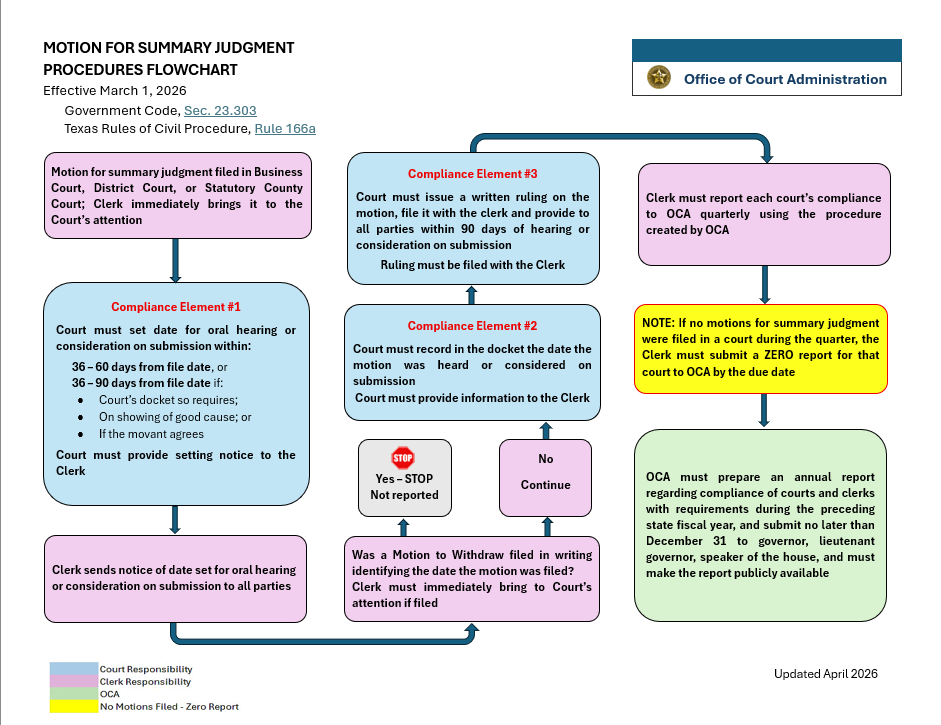 MOTION FOR SUMMARY JUDGMENT
PROCEDURES FLOWCHART
Effective March 1, 2026
Government Code, Sec. 23.303
Texas Rules of Civil Procedure, Rule 166a
Office of Court Administration
Motion for summary judgment filed in Business
Court, District Court, or Statutory County
Court; Clerk immediately brings it to the
Court's attention
Compliance Element #1
Court must set date for oral hearing or
consideration on submission within:
36 – 60 days from file date, or
36 – 90 days from file date if:
● Court's docket so requires;
● On showing of good cause; or
● If the movant agrees
Court must provide setting notice to the
Clerk
Clerk sends notice of date set for oral hearing
or consideration on submission to all parties
Was a Motion to Withdraw filed in writing
identifying the date the motion was filed?
Clerk must immediately bring to Court's
attention if filed
STOP
Yes – STOP
Not reported
No
Continue
Compliance Element #2
Court must record in the docket the date the
motion was heard or considered on
submission
Court must provide information to the Clerk
Compliance Element #3
Court must issue a written ruling on the
motion, file it with the clerk and provide to
all parties within 90 days of hearing or
consideration on submission
Ruling must be filed with the Clerk
Clerk must report each court's compliance
to OCA quarterly using the procedure
created by OCA
NOTE: If no motions for summary judgment
were filed in a court during the quarter, the
Clerk must submit a ZERO report for that
court to OCA by the due date
OCA must prepare an annual report
regarding compliance of courts and clerks
with requirements during the preceding
state fiscal year, and submit no later than
December 31 to governor, lieutenant
governor, speaker of the house, and must
make the report publicly available
Court Responsibility
Clerk Responsibility
OCA
No Motions Filed - Zero Report
Updated April 2026